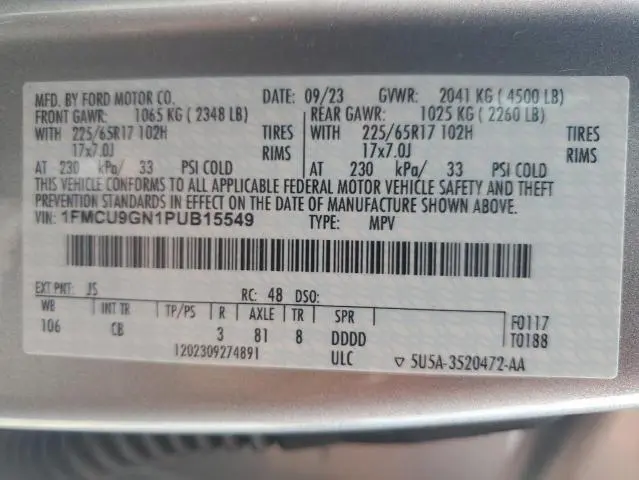 MFD. BY FORD MOTOR CO. DATE: 09/23 GVWR: 2041 KG ( 4500 LB)
FRONT GAWR: 1065 KG ( 2348 LB) REAR GAWR: 1025 KG ( 2260 LB)
WITH 225/65R17 102H TIRES WITH 225/65R17 102H TIRES
17x7.0J RIMS 17x7.0J RIMS
AT 230 kPa/ 33 PSI COLD AT 230 kPa/ 33 PSI COLD
THIS VEHICLE CONFORMS TO ALL APPLICABLE FEDERAL MOTOR VEHICLE SAFETY AND THEFT
PREVENTION STANDARDS IN EFFECT ON THE DATE OF MANUFACTURE SHOWN ABOVE.
VIN: 1FMCU9GN1PUB15549 TYPE: MPV
EXT PNT: JS RC: 48 DSO:
WB INT TR TP/PS R AXLE TR SPR F0117
106 CB 3 81 8 DDDD T0188
1202309274891 ULC ▽ 5U5A-3520472-AA